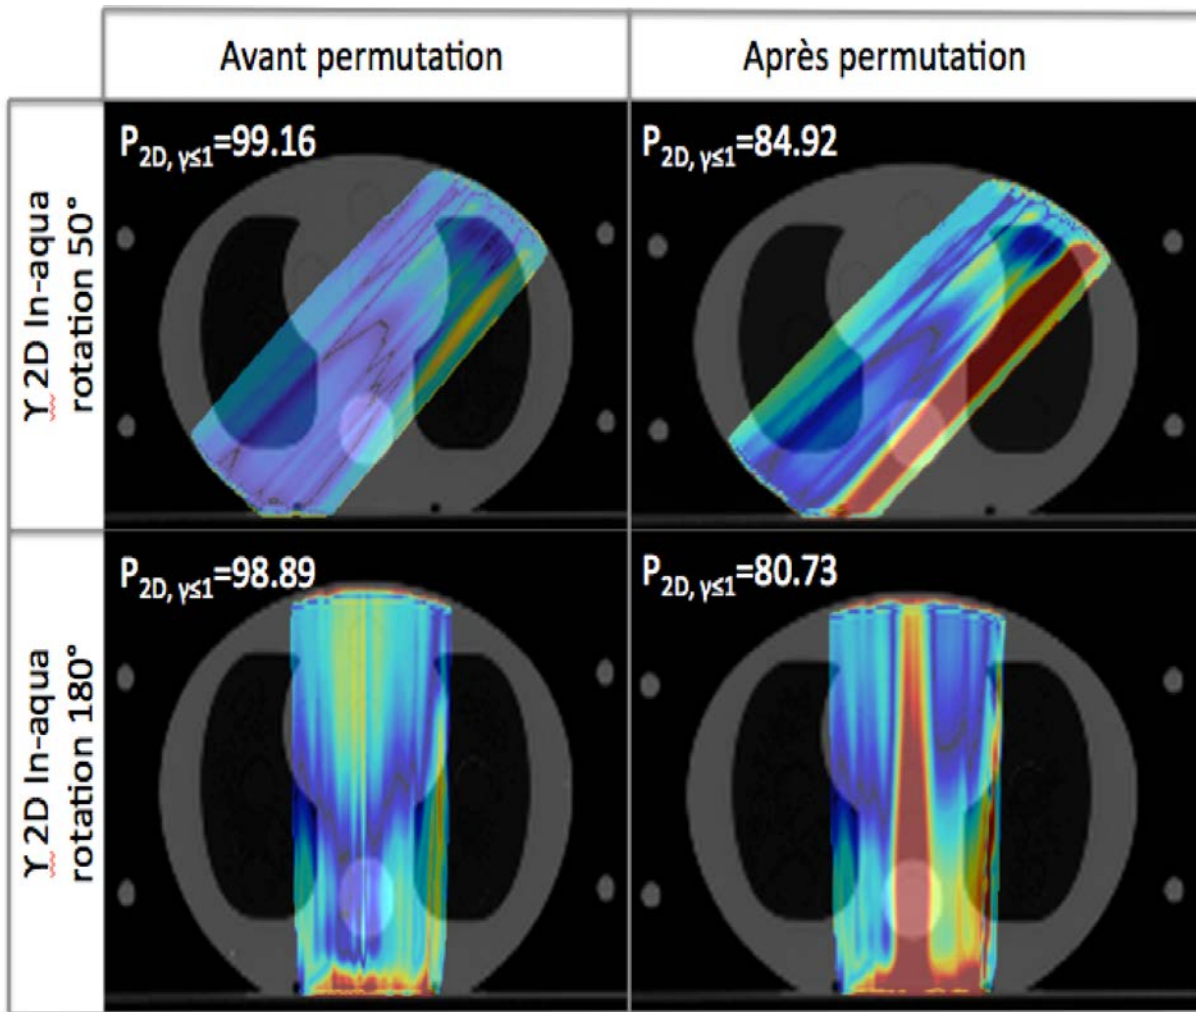 Avant permutation
Après permutation
ϒ 2D In-aqua
rotation 50°
P2D, γ≤1=99.16
P2D, γ≤1=84.92
ϒ 2D In-aqua
rotation 180°
P2D, γ≤1=98.89
P2D, γ≤1=80.73